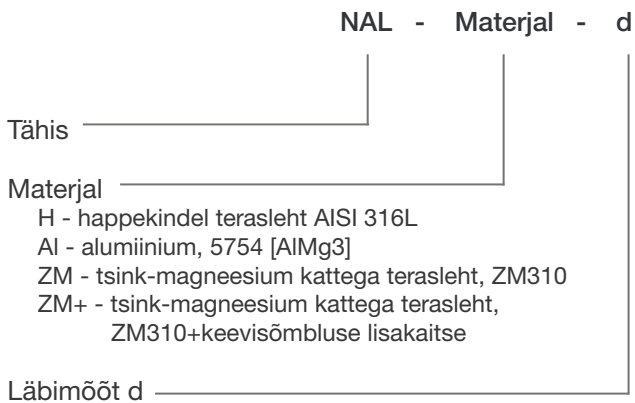 NAL - Materjal - d
Tähis
Materjal
H - happekindel terasleht AISI 316L
Al - alumiinium, 5754 [AlMg3]
ZM - tsink-magneesium kattega terasleht, ZM310
ZM+ - tsink-magneesium kattega terasleht,
ZM310+keevisõmbluse lisakaitse
Läbimõõt d